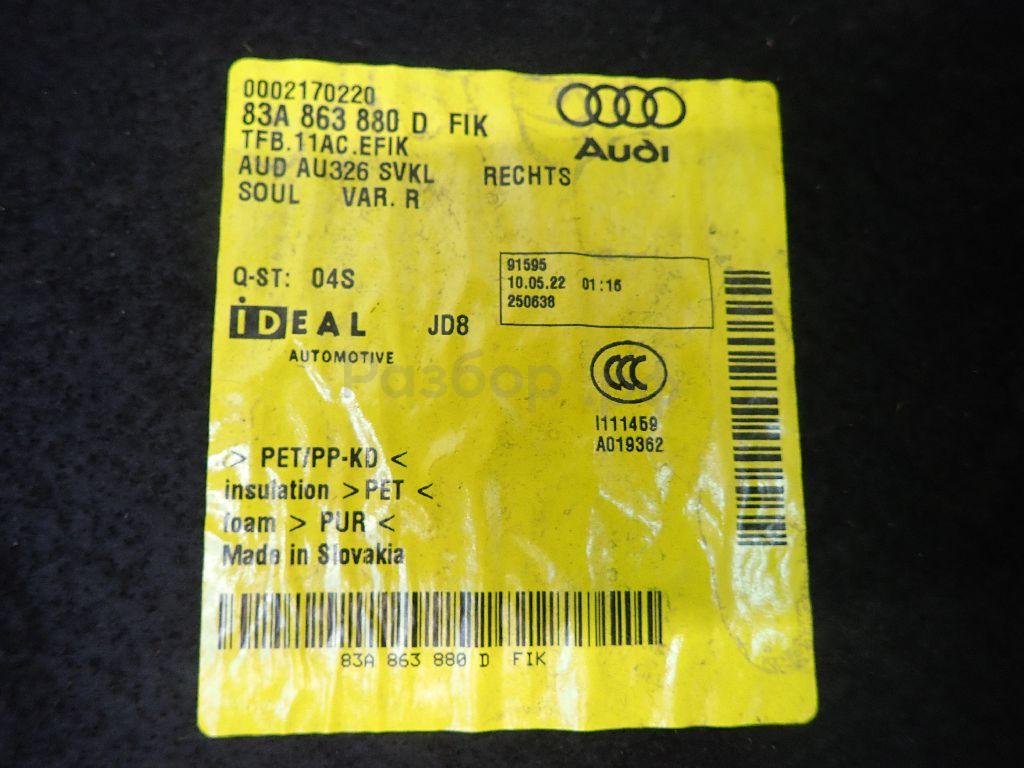 0002170220
83A 863 880 D FIK
TFB.11AC.EFIK
AUD AU326 SVKL RECHTS
SOUL VAR. R
Audi
Q-ST: 04S
91595
10.05.22 01:16
250638
iDEAL JD8
AUTOMOTIVE
Разбор
CCC
I111459
A019362
> PET/PP-KD <
insulation >PET <
foam > PUR <
Made in Slovakia
83A 863 880 D FIK